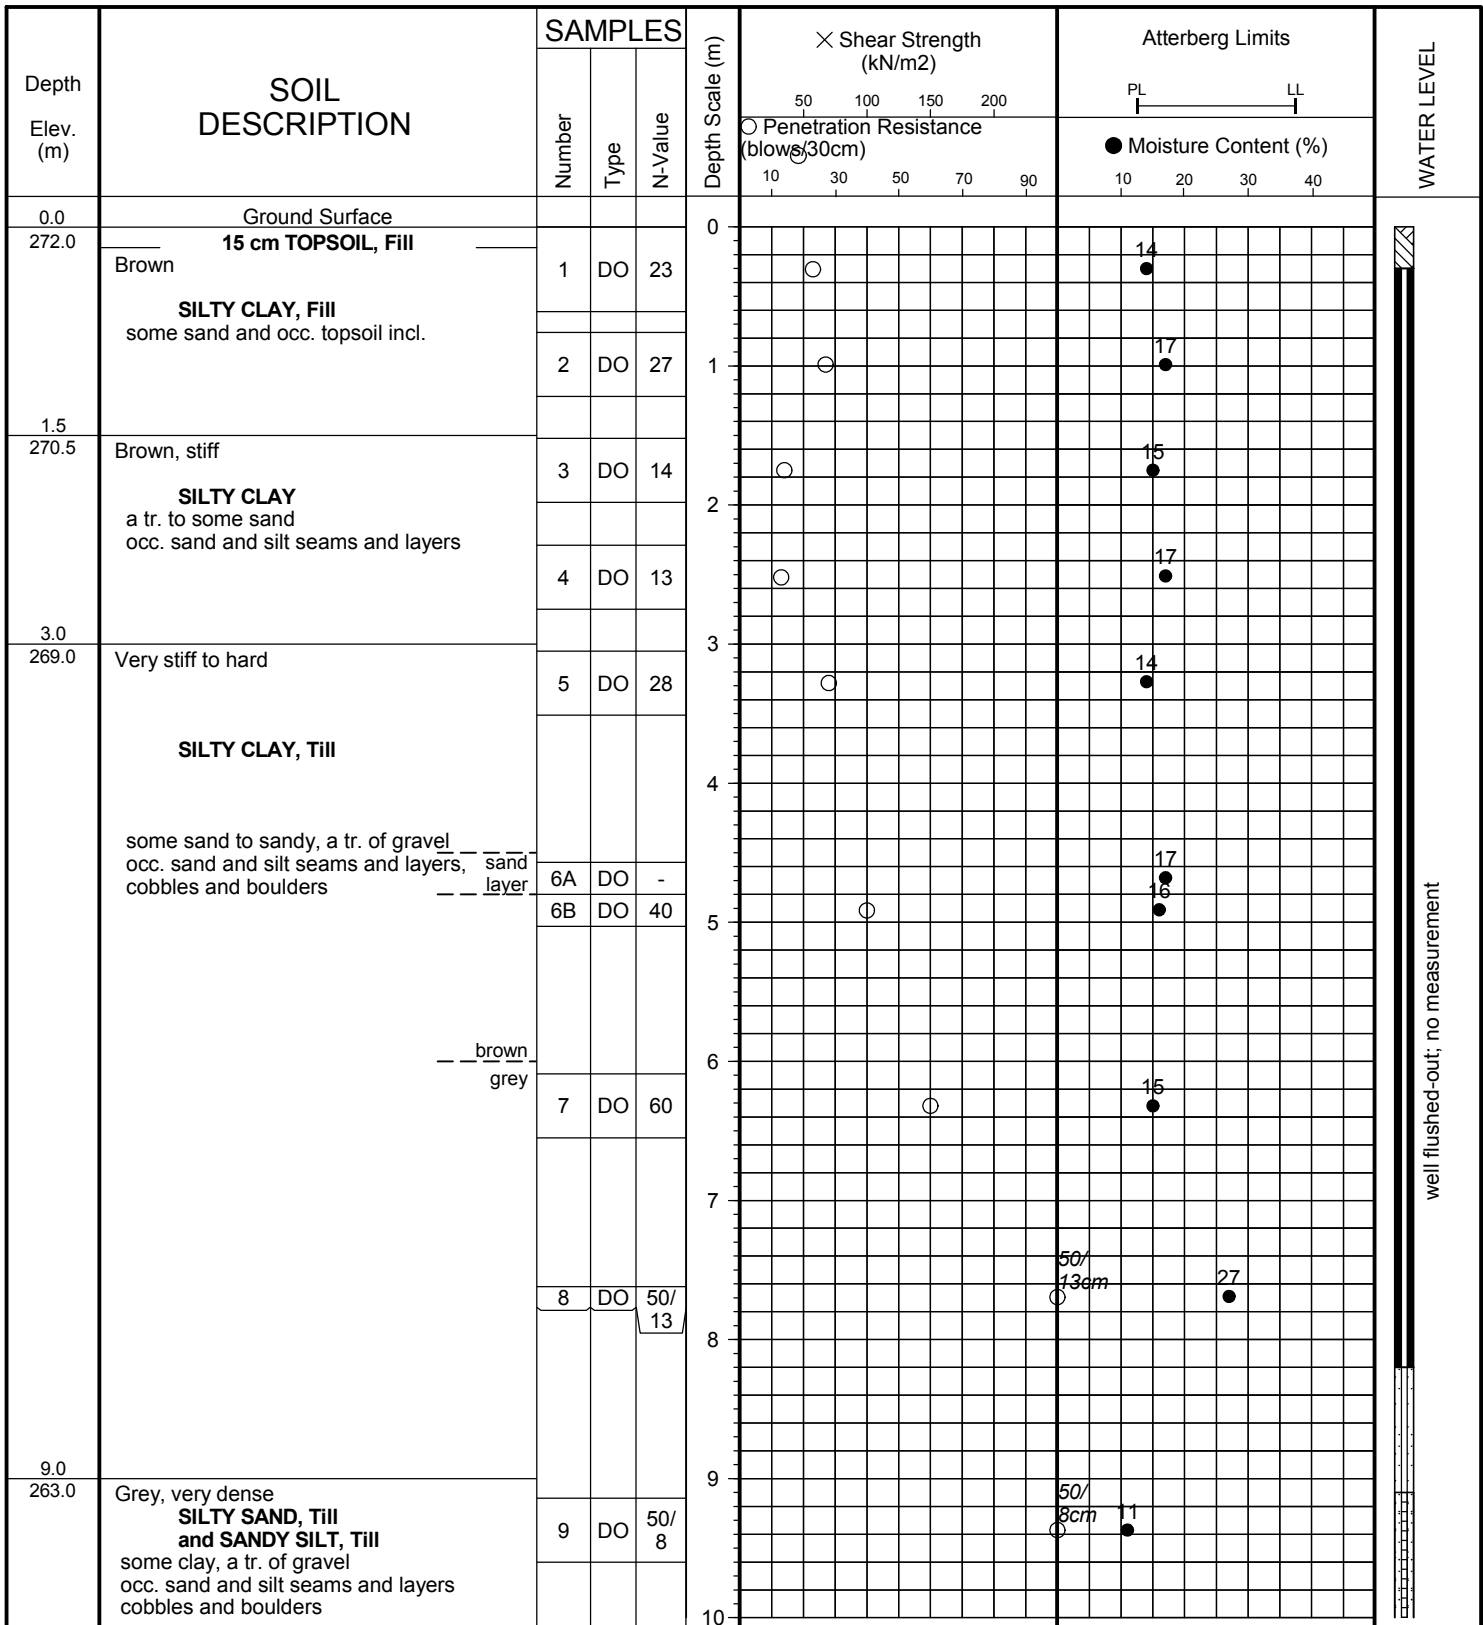 SAMPLES
Depth
Elev.
(m)
SOIL
DESCRIPTION
Number
Type
N-Value
Depth Scale (m)
Shear Strength
(kN/m2)
50 100 150 200
Penetration Resistance
(blows/30cm)
10 30 50 70 90
Atterberg Limits
PL LL
Moisture Content (%)
10 20 30 40
WATER LEVEL
0.0 Ground Surface
0
272.0 15 cm TOPSOIL, Fill
Brown
1 DO 23
14
SILTY CLAY, Fill
some sand and occ. topsoil incl.
2 DO 27
1
17
1.5
270.5 Brown, stiff
3 DO 14
15
SILTY CLAY
a tr. to some sand
2
occ. sand and silt seams and layers
4 DO 13
17
3.0
3
269.0 Very stiff to hard
5 DO 28
14
SILTY CLAY, Till
4
some sand to sandy, a tr. of gravel
occ. sand and silt seams and layers,
cobbles and boulders
sand
layer
6A DO -
17
6B DO 40
16
5
brown
6
grey
7 DO 60
15
7
8 DO 50/
13
50/
13cm
27
8
well flushed-out; no measurement
9.0
9
263.0 Grey, very dense
SILTY SAND, Till
and SANDY SILT, Till
9 DO 50/
8
50/
8cm
11
some clay, a tr. of gravel
occ. sand and silt seams and layers
cobbles and boulders
10